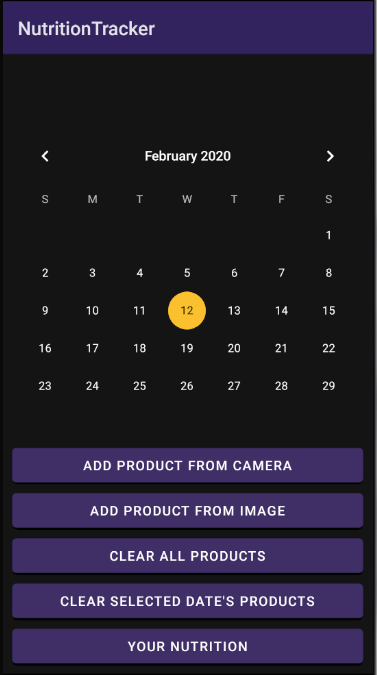 NutritionTracker
February 2020
S M T W T F S
1
2 3 4 5 6 7 8
9 10 11 12 13 14 15
16 17 18 19 20 21 22
23 24 25 26 27 28 29
ADD PRODUCT FROM CAMERA
ADD PRODUCT FROM IMAGE
CLEAR ALL PRODUCTS
CLEAR SELECTED DATE'S PRODUCTS
YOUR NUTRITION